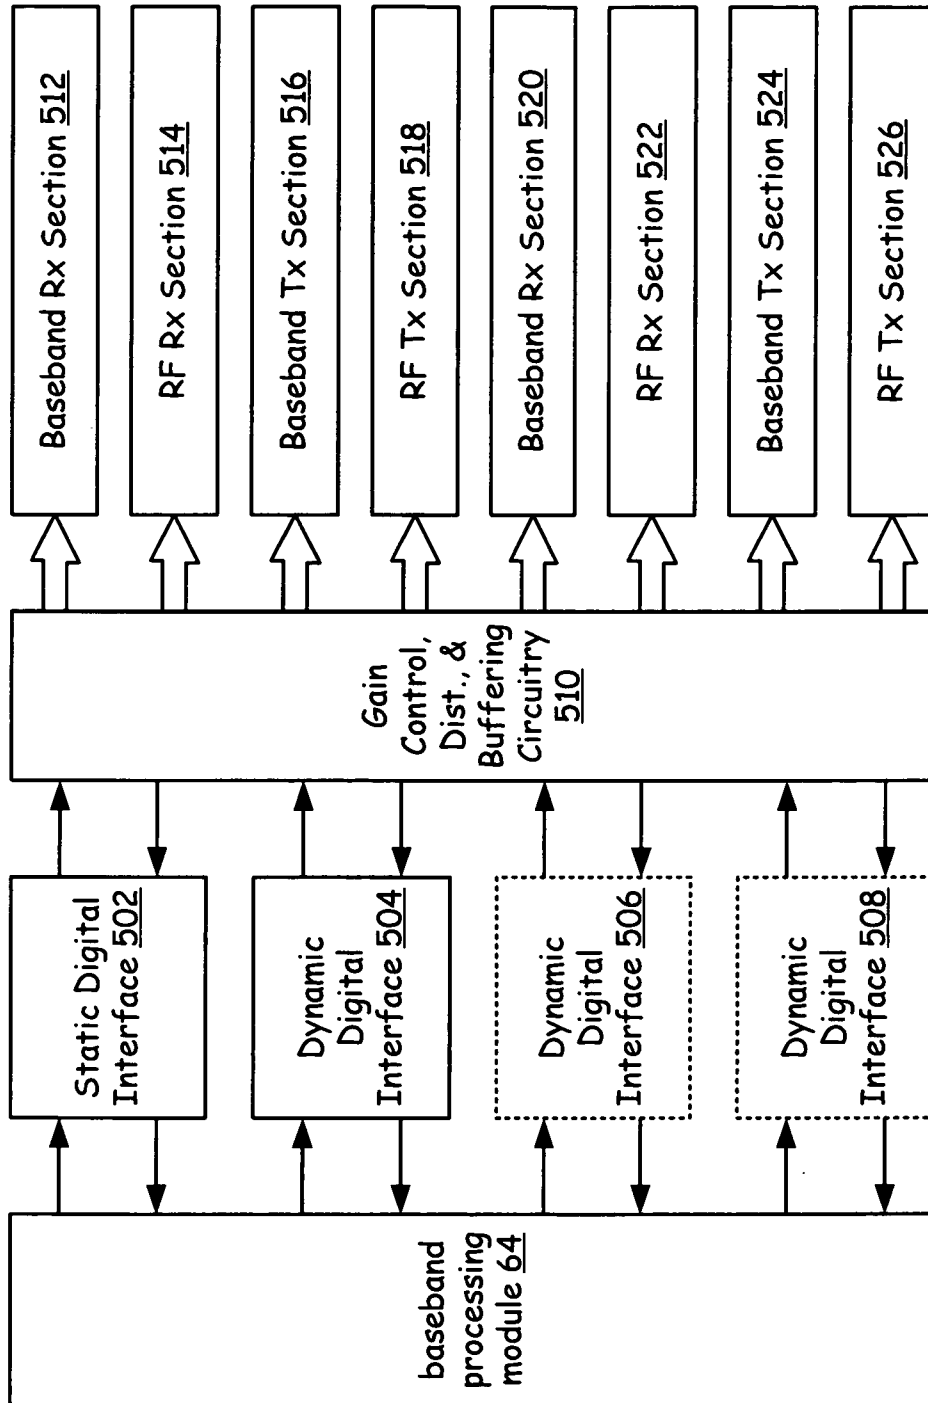 baseband
processing
module 64
Static Digital
Interface 502
Dynamic
Digital
Interface 504
Dynamic
Digital
Interface 506
Dynamic
Digital
Interface 508
Gain
Control,
Dist., &
Buffering
Circuitry
510
Baseband Rx Section 512
RF Rx Section 514
Baseband Tx Section 516
RF Tx Section 518
Baseband Rx Section 520
RF Rx Section 522
Baseband Tx Section 524
RF Tx Section 526